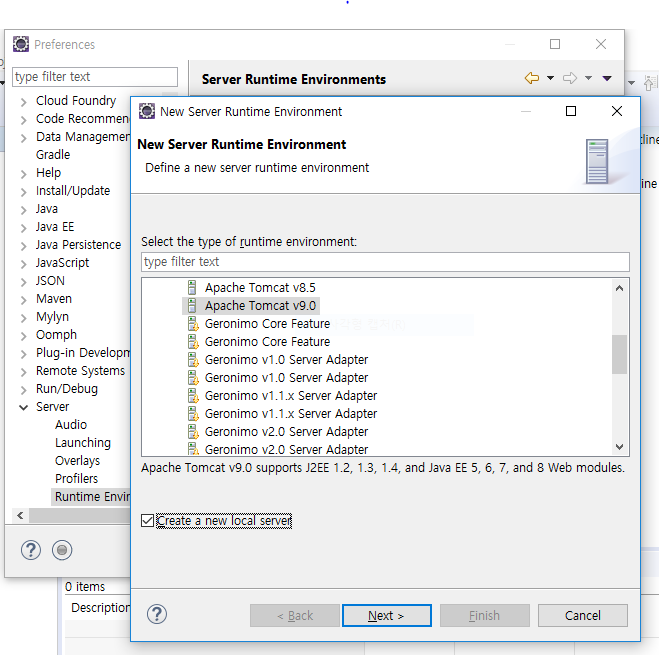 Preferences
type filter text
Server Runtime Environments
Cloud Foundry
Code Recommen
Data Managemen
Gradle
Help
Install/Update
Java
Java EE
Java Persistence
JavaScript
JSON
Maven
Mylyn
Oomph
Plug-in Developm
Remote Systems
Run/Debug
Server
Audio
Launching
Overlays
Profilers
Runtime Envir
New Server Runtime Environment
New Server Runtime Environment
Define a new server runtime environment
Select the type of runtime environment:
type filter text
Apache Tomcat v8.5
Apache Tomcat v9.0
Geronimo Core Feature
Geronimo Core Feature
Geronimo v1.0 Server Adapter
Geronimo v1.0 Server Adapter
Geronimo v1.1.x Server Adapter
Geronimo v1.1.x Server Adapter
Geronimo v2.0 Server Adapter
Geronimo v2.0 Server Adapter
Apache Tomcat v9.0 supports J2EE 1.2, 1.3, 1.4, and Java EE 5, 6, 7, and 8 Web modules.
Create a new local server
< Back
Next >
Finish
Cancel
tline
ine
0 items
Description